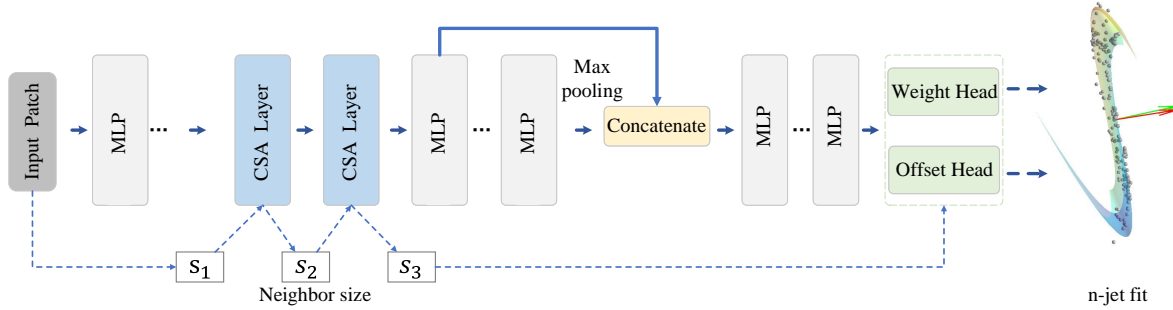 Input Patch
MLP
...
CSA Layer
CSA Layer
MLP
...
MLP
Max
pooling
Concatenate
MLP
...
MLP
Weight Head
Offset Head
s1
s2
s3
Neighbor size
n-jet fit